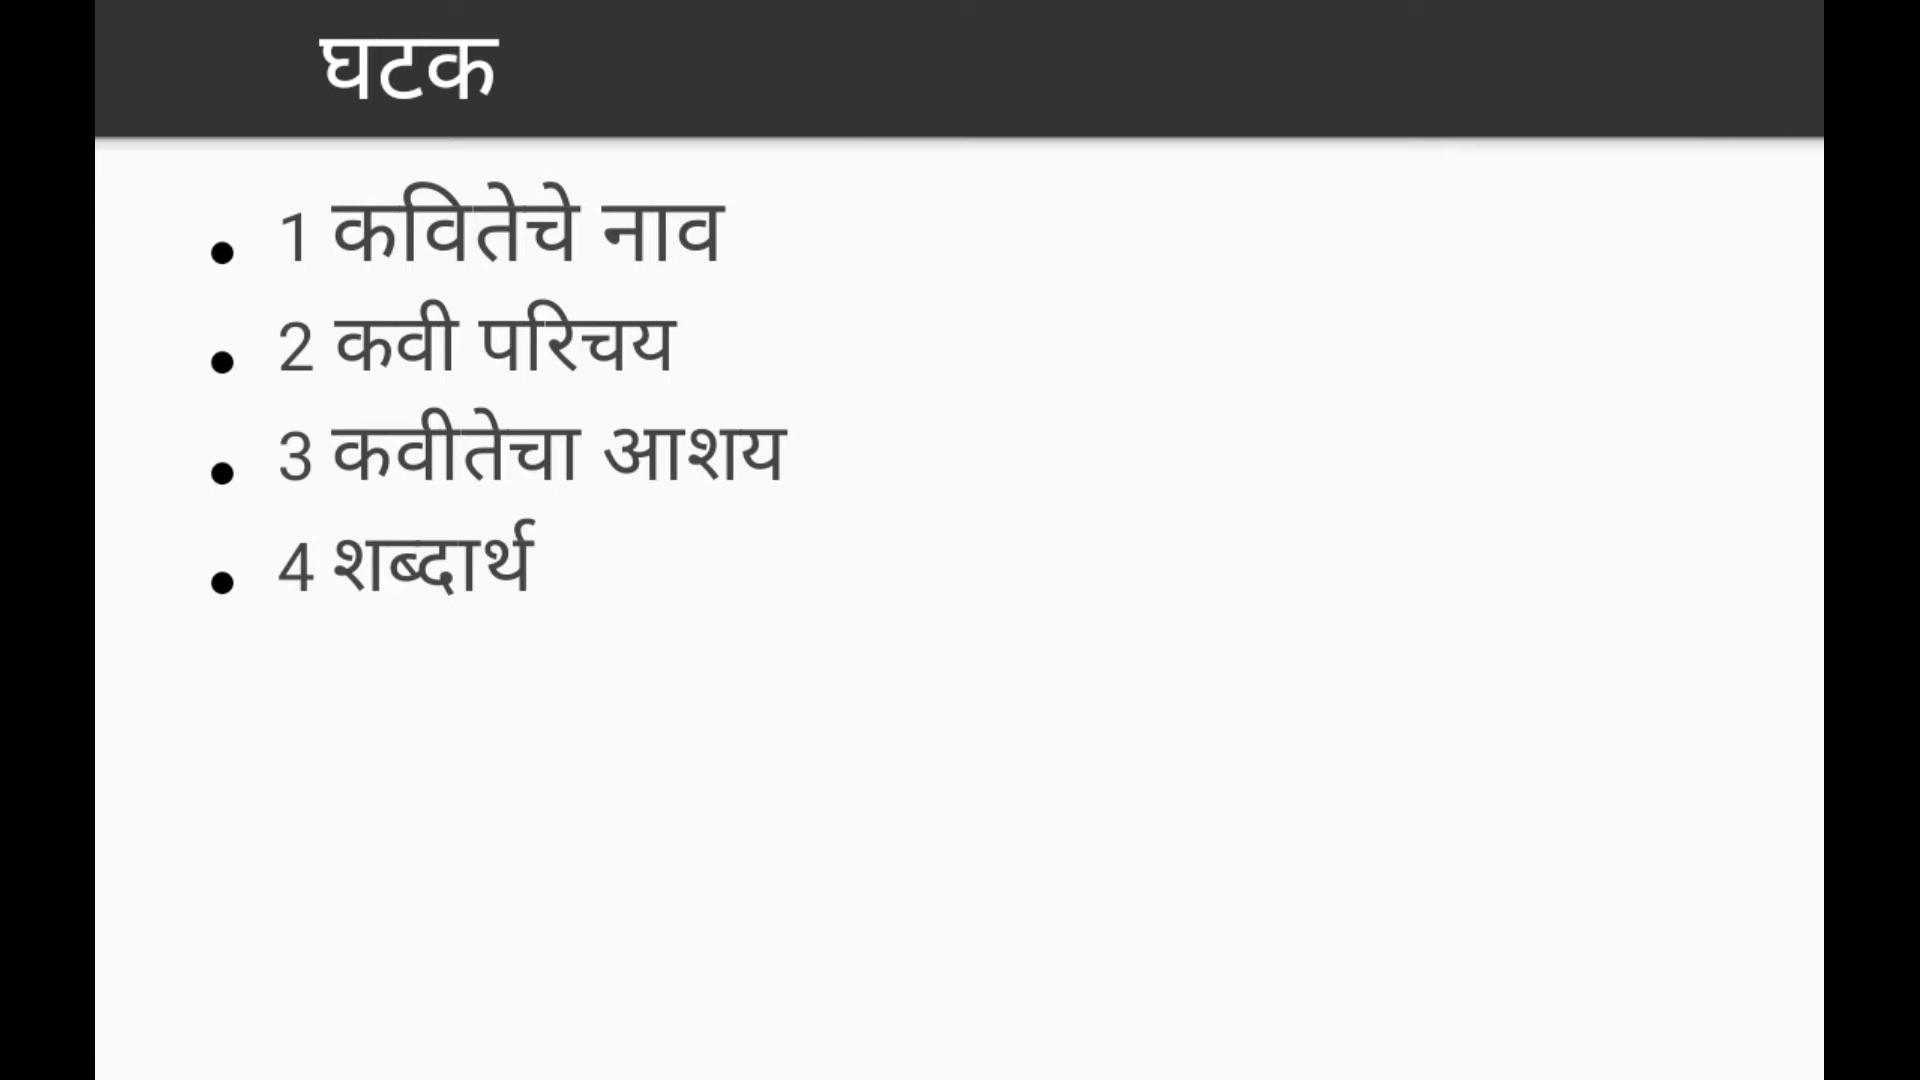 घटक
• 1 कवितेचे नाव
• 2 कवी परिचय
• 3 कवीतेचा आशय
• 4 शब्दार्थ